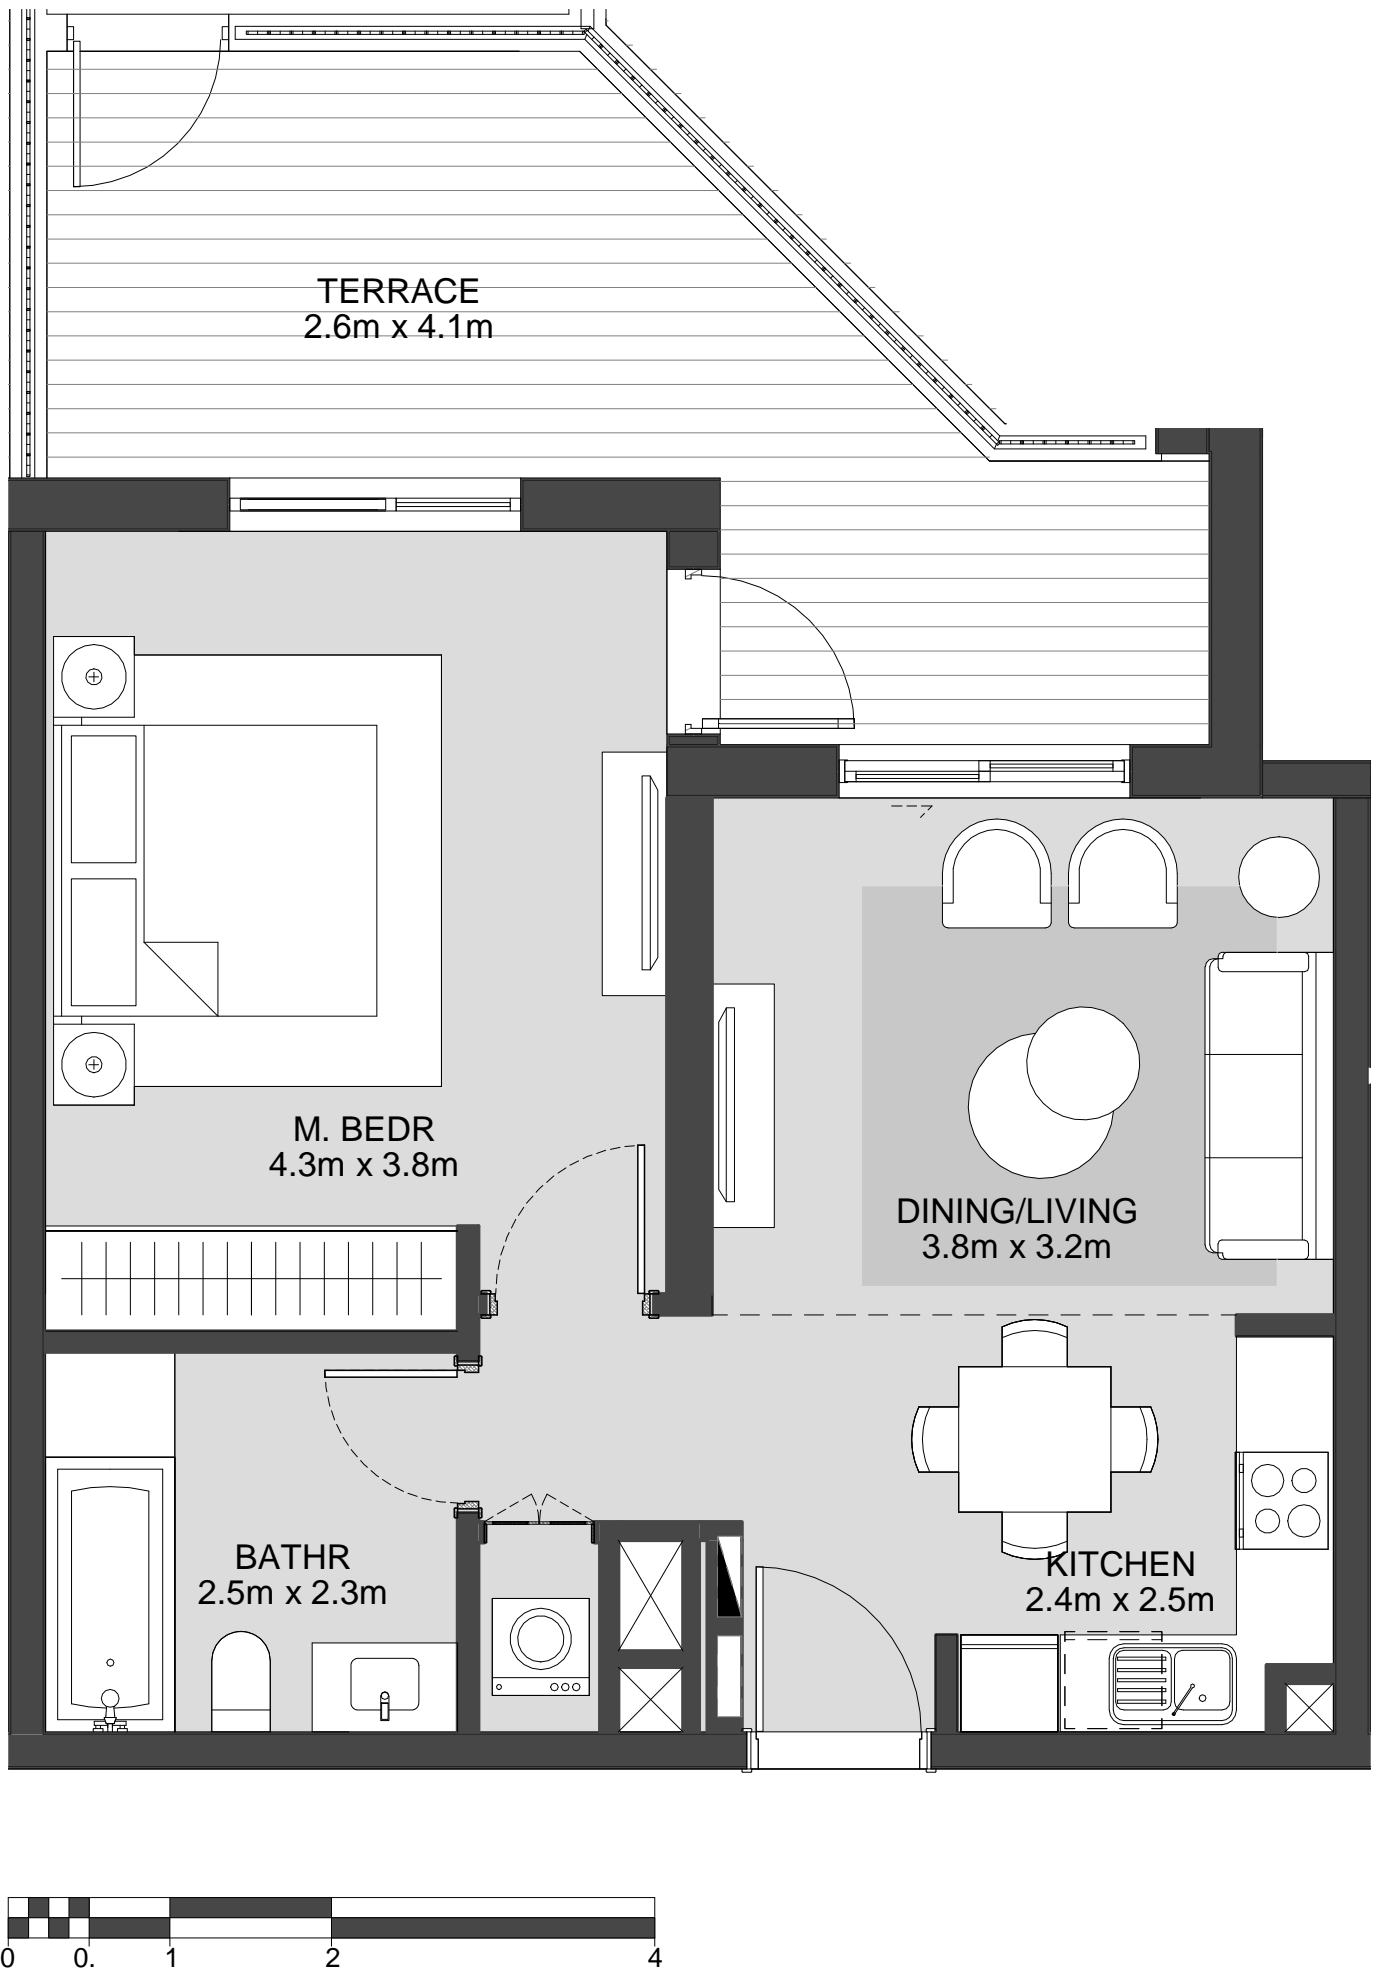 TERRACE
2.6m x 4.1m
M. BEDR
4.3m x 3.8m
DINING/LIVING
3.8m x 3.2m
BATHR
2.5m x 2.3m
KITCHEN
2.4m x 2.5m
0 0. 1 2 4